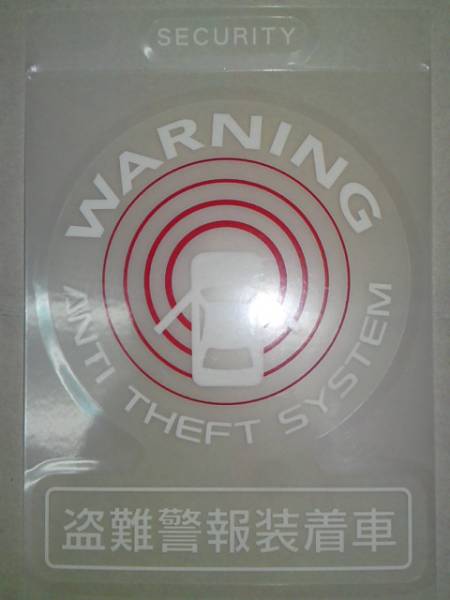 SECURITY
WARNING
ANTI THEFT SYSTEM
盗難警報装着車